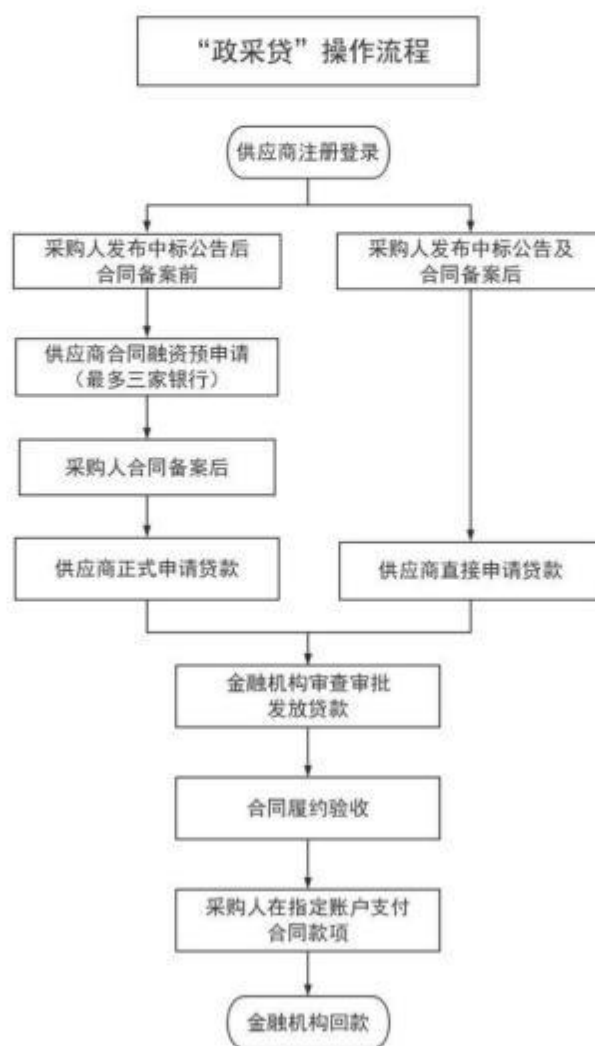 “政采贷”操作流程
供应商注册登录
采购人发布中标公告后
合同备案前
采购人发布中标公告及
合同备案后
供应商合同融资预申请
（最多三家银行）
采购人合同备案后
供应商正式申请贷款
供应商直接申请贷款
金融机构审查审批
发放贷款
合同履约验收
采购人在指定账户支付
合同款项
金融机构回款